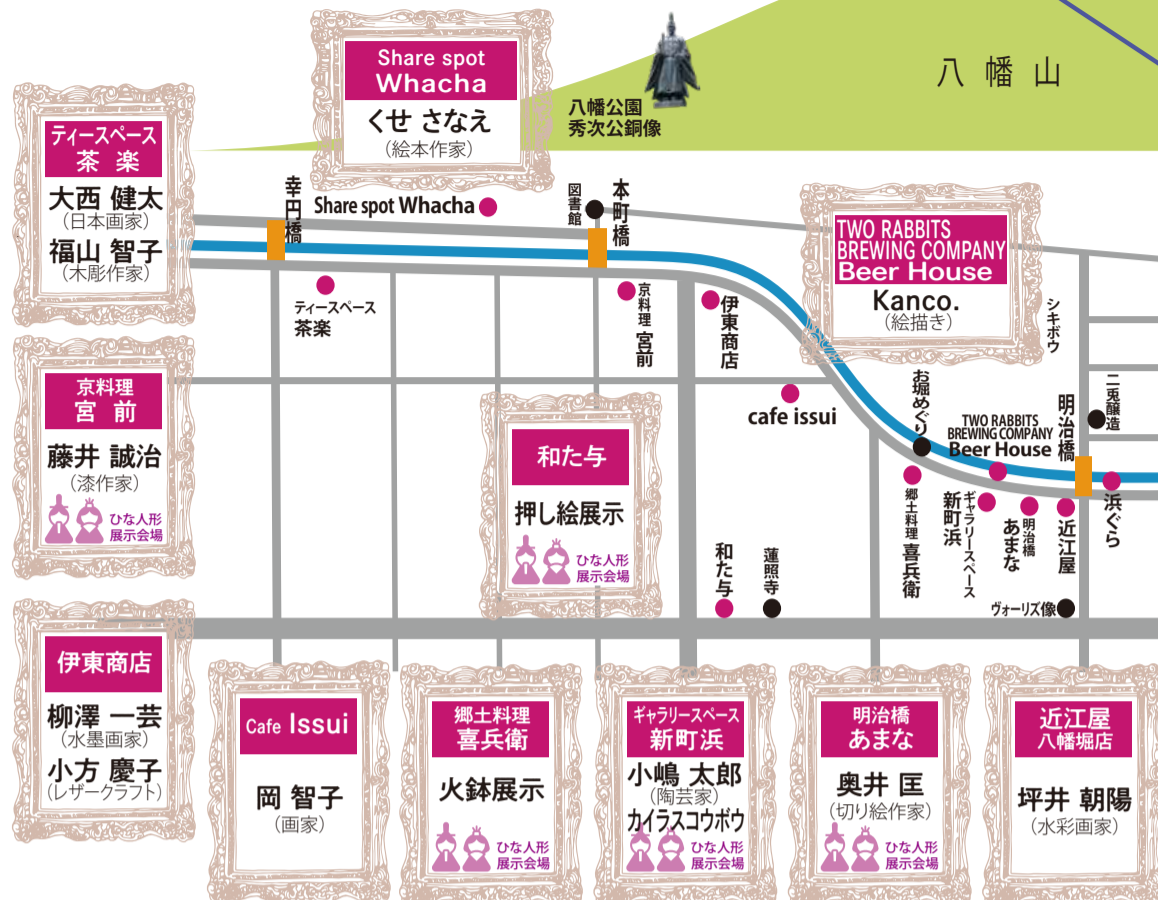 Share spot
Whacha
くせ さなえ
(絵本作家)
八幡公園
秀次公銅像
八幡山
ティースペース
茶楽
大西 健太
(日本画家)
福山 智子
(木彫作家)
幸円橋
Share spot Whacha
図書館
本町橋
TWO RABBITS
BREWING COMPANY
Beer House
Kanco.
(絵描き)
シキボウ
ティースペース
茶楽
京料理 宮前
伊東商店
cafe issui
お堀めぐり
TWO RABBITS
BREWING COMPANY
Beer House
明治橋
二兎醸造
京料理
宮前
藤井 誠治
(漆作家)
ひな人形
展示会場
和た与
押し絵展示
ひな人形
展示会場
郷土料理 喜兵衛
ギャラリースペース
新町浜
明治橋
あまな
近江屋
浜ぐら
和た与
蓮照寺
ヴォーリズ像
伊東商店
柳澤 一芸
(水墨画家)
小方 慶子
(レザークラフト)
Cafe Issui
岡 智子
(画家)
郷土料理
喜兵衛
火鉢展示
ひな人形
展示会場
ギャラリースペース
新町浜
小嶋 太郎
(陶芸家)
カイラスコウボウ
ひな人形
展示会場
明治橋
あまな
奥井 匡
(切り絵作家)
ひな人形
展示会場
近江屋
八幡堀店
坪井 朝陽
(水彩画家)